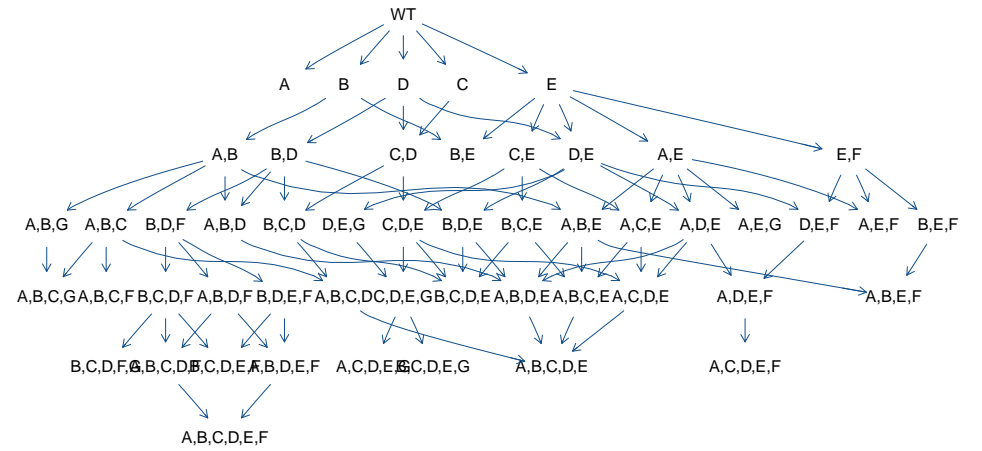 WT
A B D C E
A,B B,D C,D B,E C,E D,E A,E E,F
A,B,G A,B,C B,D,F A,B,D B,C,D D,E,G C,D,E B,D,E B,C,E A,B,E A,C,E A,D,E A,E,G D,E,F A,E,F B,E,F
A,B,C,G A,B,C,F B,C,D,F A,B,D,F B,D,E,F A,B,C,D C,D,E,G B,C,D,E A,B,D,E A,B,C,E A,C,D,E A,D,E,F A,B,E,F
B,C,D,F,G A,B,C,D,F B,C,D,E,F A,B,D,E,F A,C,D,E,G B,C,D,E,G A,B,C,D,E A,C,D,E,F
A,B,C,D,E,F